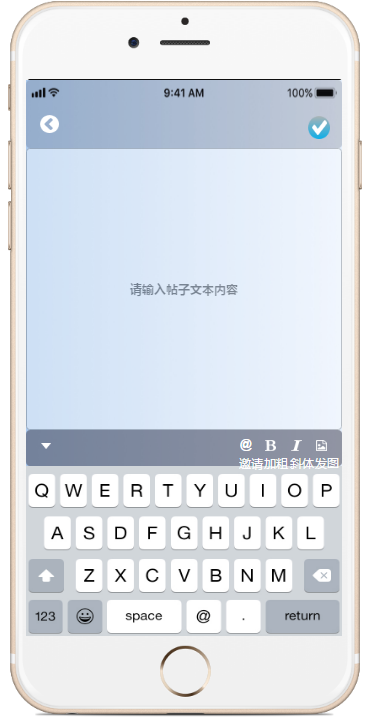 9:41 AM 100%
请输入帖子文本内容
@ B I
邀请加粗斜体发图
Q W E R T Y U I O P
A S D F G H J K L
Z X C V B N M
123 space @ . return